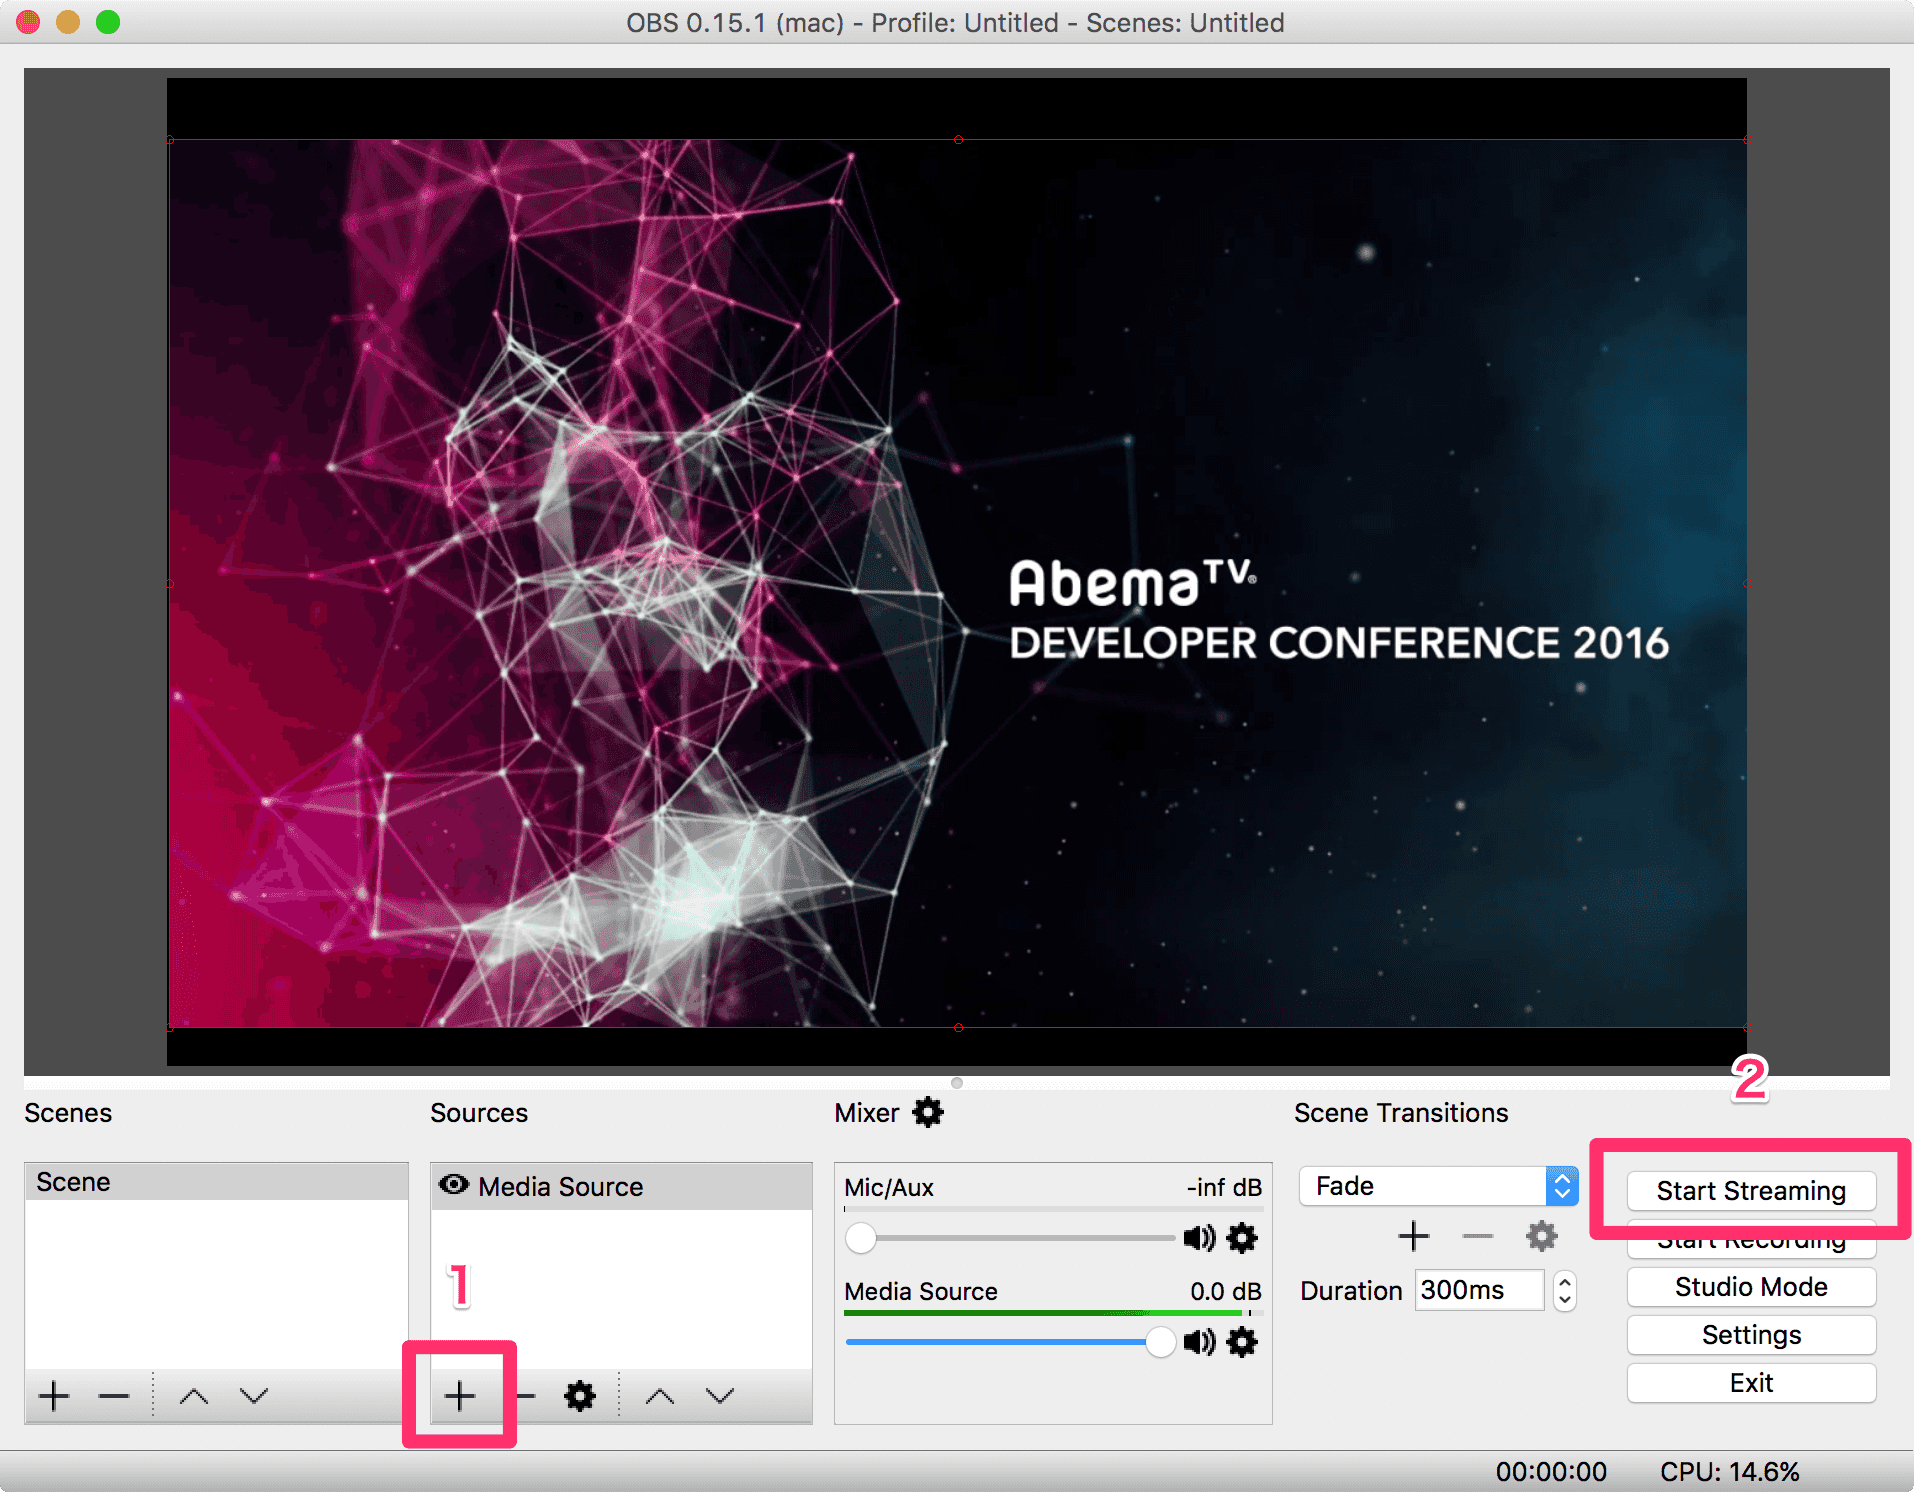 OBS 0.15.1 (mac) - Profile: Untitled - Scenes: Untitled
AbemaTV®
DEVELOPER CONFERENCE 2016
2
Scenes
Sources
Mixer
Scene Transitions
Scene
Media Source
Mic/Aux
-inf dB
Fade
Start Streaming
Start Recording
1
Media Source
0.0 dB
Duration
300ms
Studio Mode
Settings
Exit
00:00:00
CPU: 14.6%